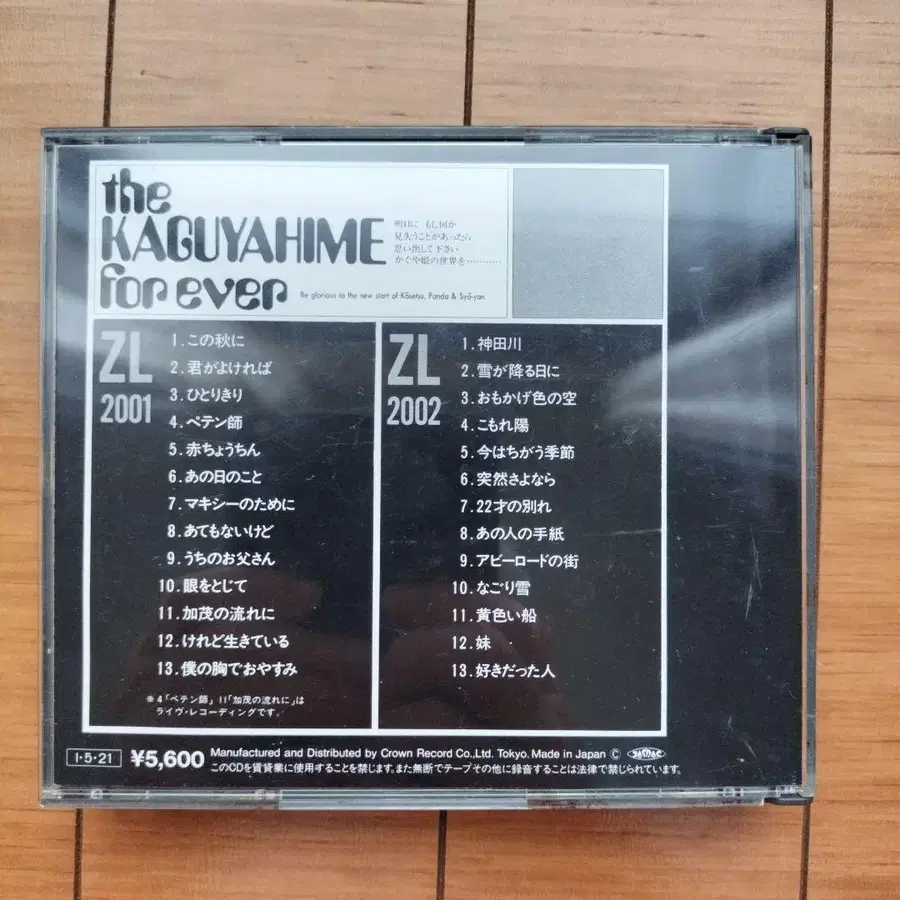 the
KAGUYAHIME
for ever
明日に もし何か
見失うことがあったら
思い出して下さい
かぐや姫の世界を…………
Be glorious to the new start of Kôsetsu, Panda & Syô-yan
ZL
2001
1.この秋に
2.君がよければ
3.ひとりきり
4.ペテン師
5.赤ちょうちん
6.あの日のこと
7.マキシーのために
8.あてもないけど
9.うちのお父さん
10.眼をとじて
11.加茂の流れに
12.けれど生きている
13.僕の胸でおやすみ
※4「ペテン師」11「加茂の流れに」は
ライヴ・レコーディングです。
ZL
2002
1.神田川
2.雪が降る日に
3.おもかげ色の空
4.こもれ陽
5.今はちがう季節
6.突然さよなら
7.22才の別れ
8.あの人の手紙
9.アビーロードの街
10.なごり雪
11.黄色い船
12.妹
13.好きだった人
I・5・21 ¥5,600 Manufactured and Distributed by Crown Record Co.,Ltd. Tokyo. Made in Japan Ⓒ JASRAC
このCDを賃貸業に使用することを禁じます。また無断でテープその他に録音することは法律で禁じられています。